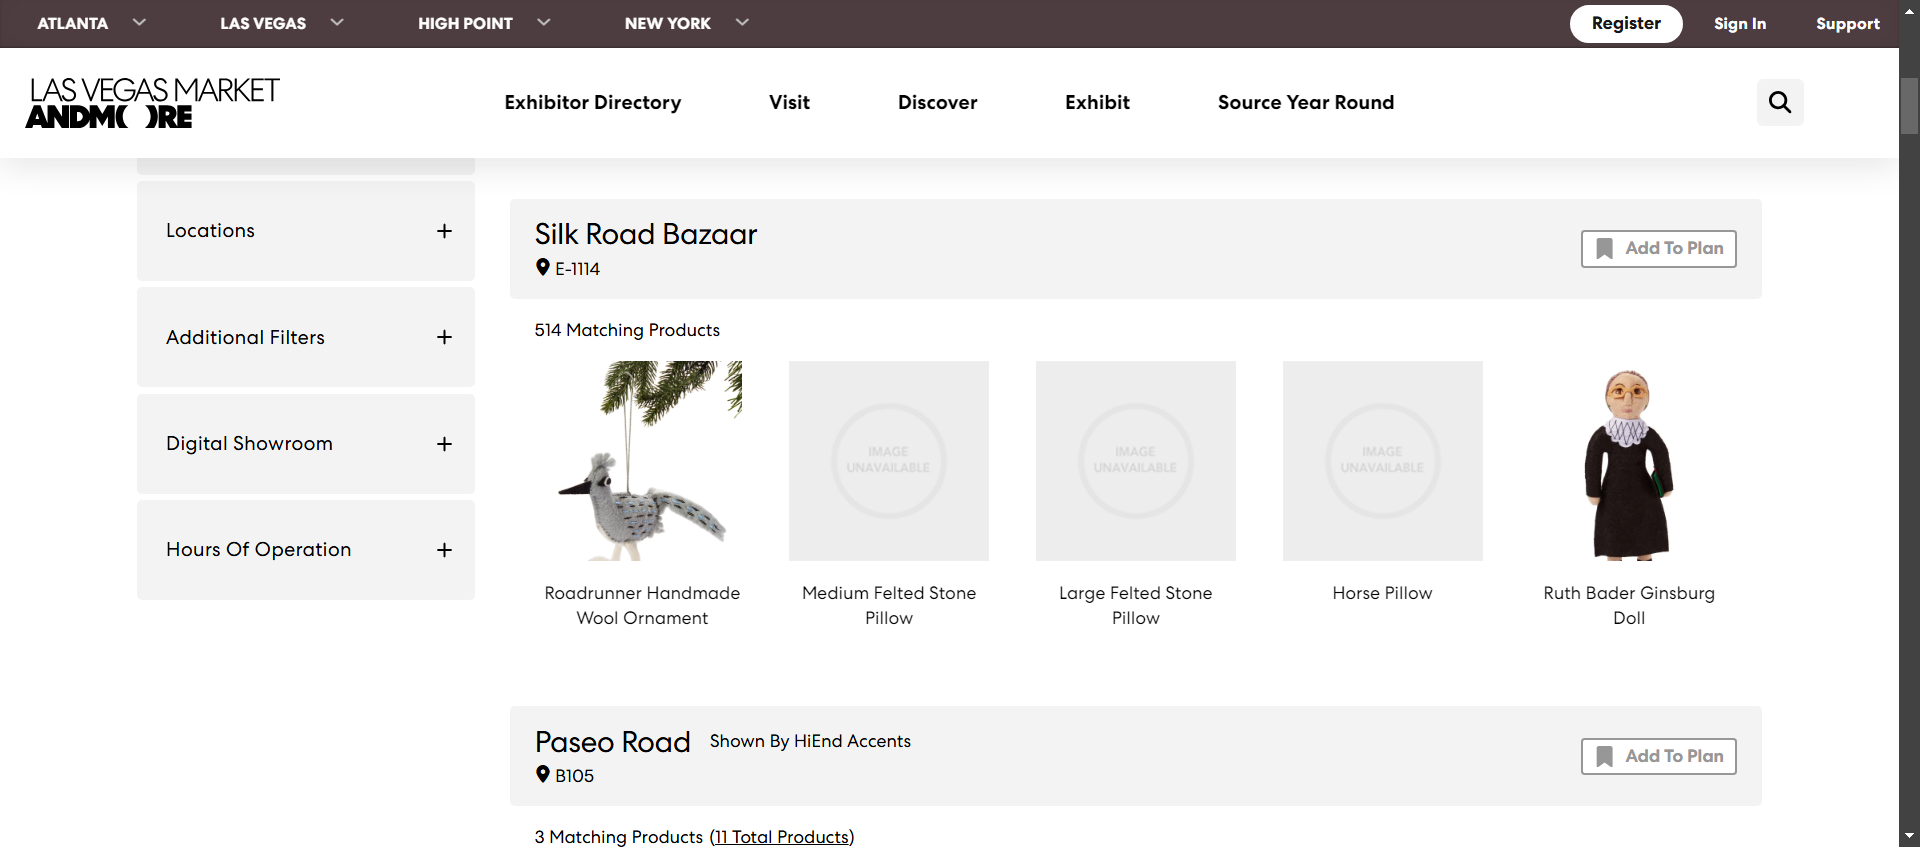 ATLANTA
LAS VEGAS
HIGH POINT
NEW YORK
Register
Sign In
Support
LAS VEGAS MARKET
ANDMORE
Exhibitor Directory
Visit
Discover
Exhibit
Source Year Round
Locations
Additional Filters
Digital Showroom
Hours Of Operation
Silk Road Bazaar
E-1114
Add To Plan
514 Matching Products
IMAGE
UNAVAILABLE
IMAGE
UNAVAILABLE
IMAGE
UNAVAILABLE
Roadrunner Handmade
Wool Ornament
Medium Felted Stone
Pillow
Large Felted Stone
Pillow
Horse Pillow
Ruth Bader Ginsburg
Doll
Paseo Road
Shown By HiEnd Accents
B105
Add To Plan
3 Matching Products (11 Total Products)